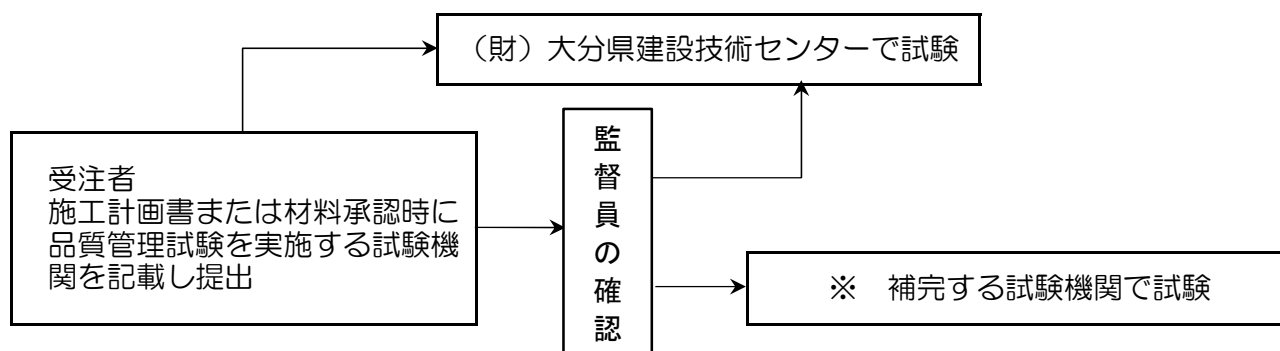 （財）大分県建設技術センターで試験
受注者
施工計画書または材料承認時に
品質管理試験を実施する試験機
関を記載し提出
監督員の確認
※　補完する試験機関で試験